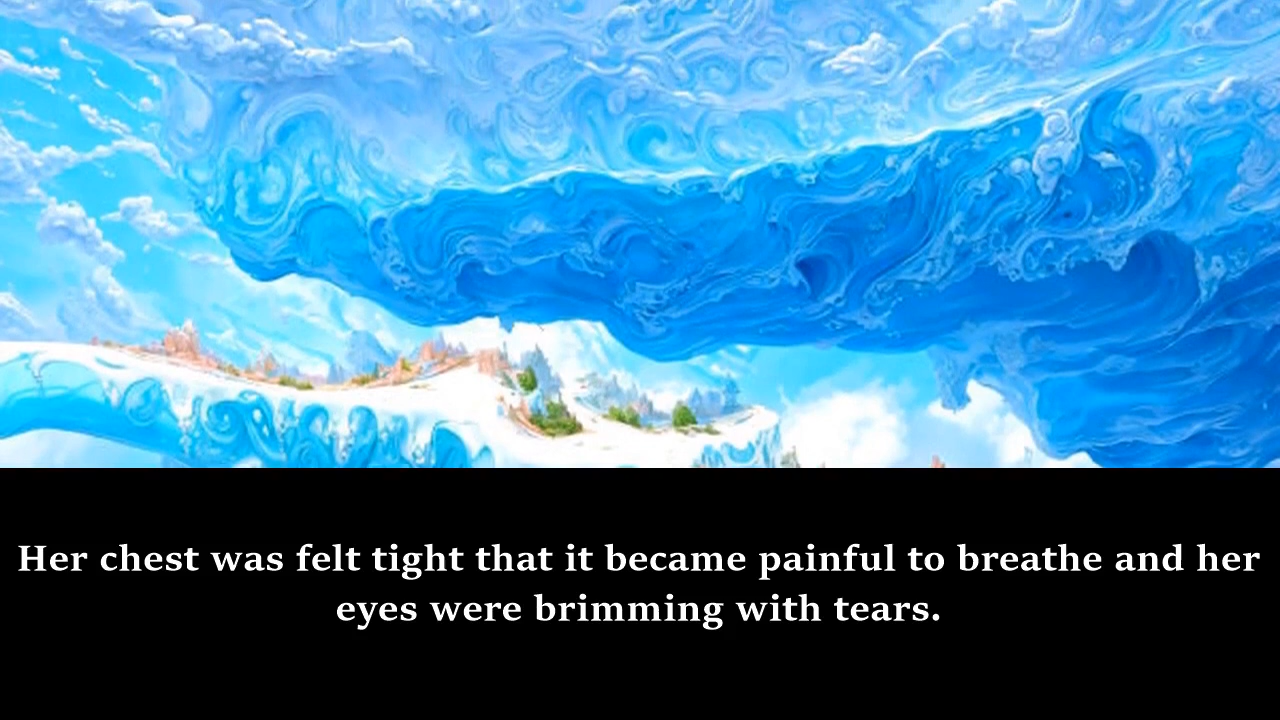 Her chest was felt tight that it became painful to breathe and her
eyes were brimming with tears.